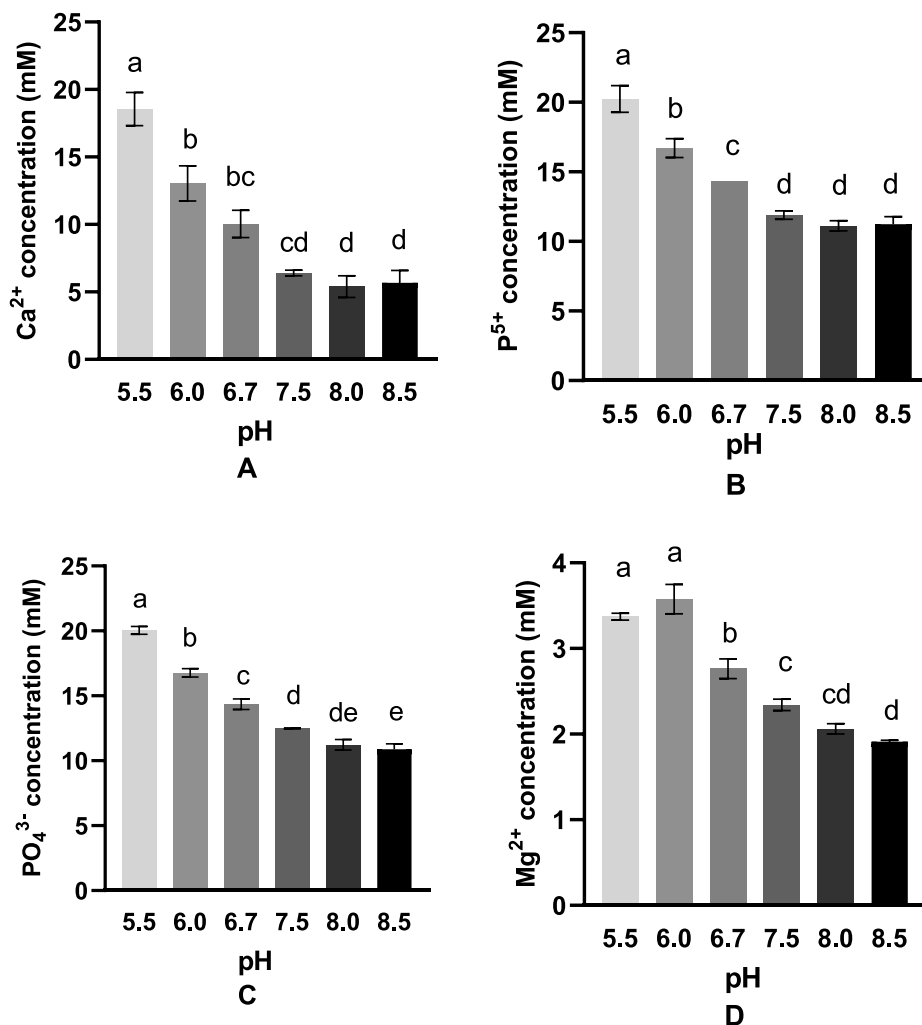 Ca²⁺ concentration (mM)
25
20
15
10
5
0
a
b
bc
cd
d
d
5.5 6.0 6.7 7.5 8.0 8.5
pH
A
P⁵⁺ concentration (mM)
25
20
15
10
5
0
a
b
c
d
d
d
5.5 6.0 6.7 7.5 8.0 8.5
pH
B
PO₄³⁻ concentration (mM)
25
20
15
10
5
0
a
b
c
d
de
e
5.5 6.0 6.7 7.5 8.0 8.5
pH
C
Mg²⁺ concentration (mM)
4
3
2
1
0
a
a
b
c
cd
d
5.5 6.0 6.7 7.5 8.0 8.5
pH
D